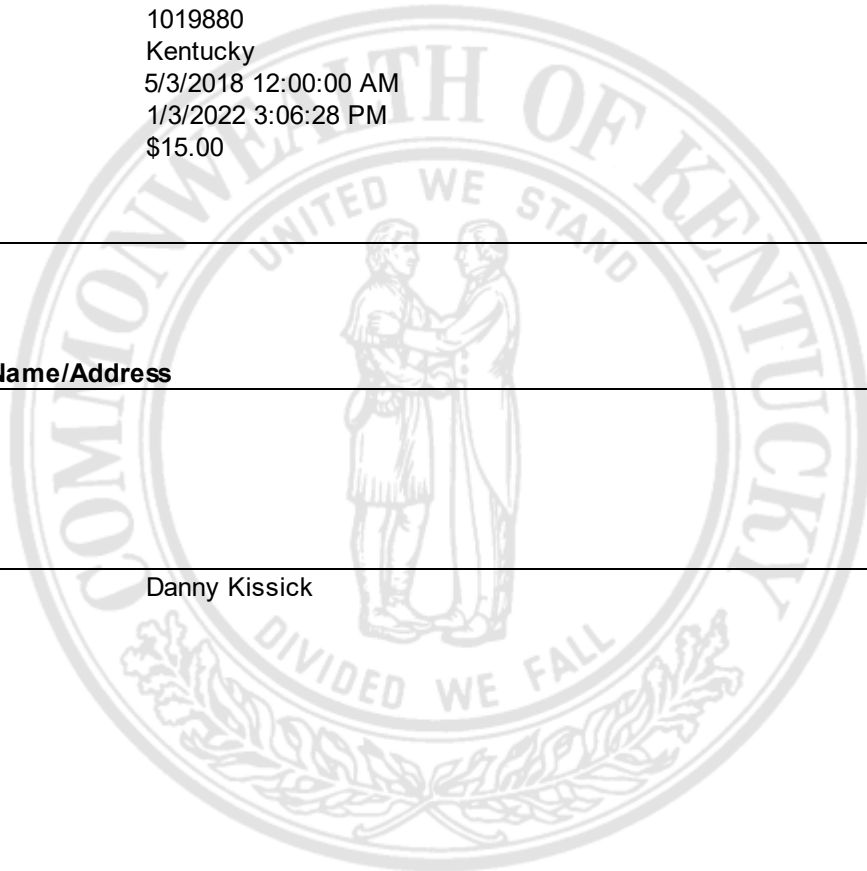 1019880
Kentucky
5/3/2018 12:00:00 AM
1/3/2022 3:06:28 PM
$15.00
COMMONWEALTH OF KENTUCKY
UNITED WE STAND
Name/Address
Danny Kissick
DIVIDED WE FALL